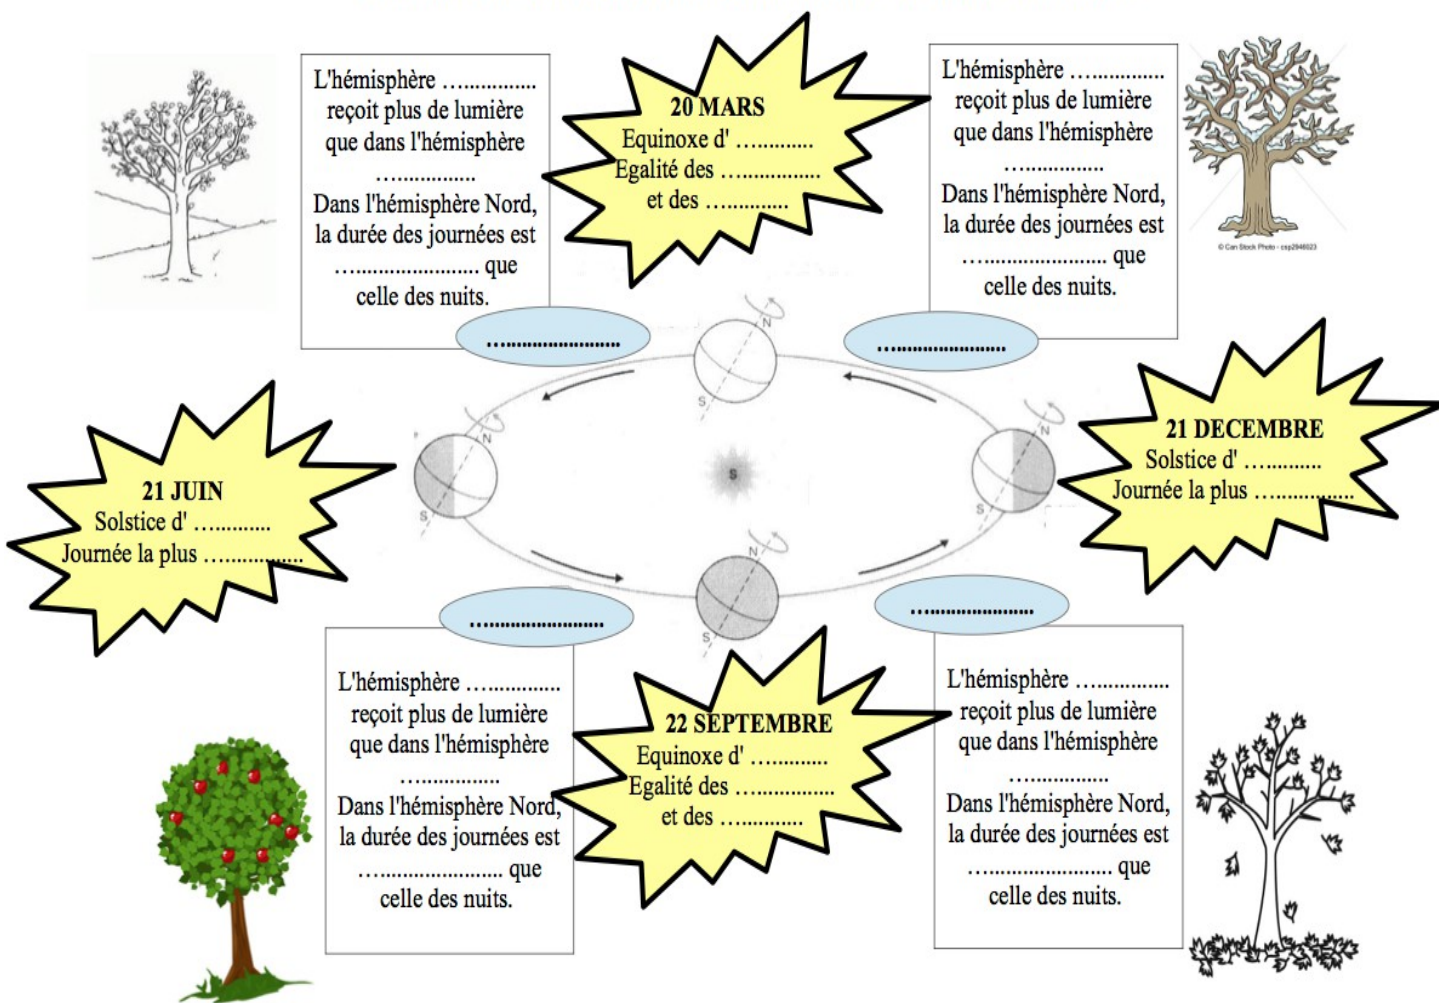 L'hémisphère ….............
reçoit plus de lumière
que dans l'hémisphère
….............
Dans l'hémisphère Nord,
la durée des journées est
…...................... que
celle des nuits.
….......................
20 MARS
Equinoxe d' …..........
Egalité des ….............
et des …...........
L'hémisphère ….............
reçoit plus de lumière
que dans l'hémisphère
….............
Dans l'hémisphère Nord,
la durée des journées est
…...................... que
celle des nuits.
….......................
© Can Stock Photo - csp2946023
N
S
21 JUIN
Solstice d' …..........
Journée la plus ….............
N
S
S
N
S
21 DECEMBRE
Solstice d' …..........
Journée la plus ….............
N
S
….......................
L'hémisphère ….............
reçoit plus de lumière
que dans l'hémisphère
….............
Dans l'hémisphère Nord,
la durée des journées est
…...................... que
celle des nuits.
22 SEPTEMBRE
Equinoxe d' …..........
Egalité des ….............
et des …...........
….......................
L'hémisphère ….............
reçoit plus de lumière
que dans l'hémisphère
….............
Dans l'hémisphère Nord,
la durée des journées est
…...................... que
celle des nuits.